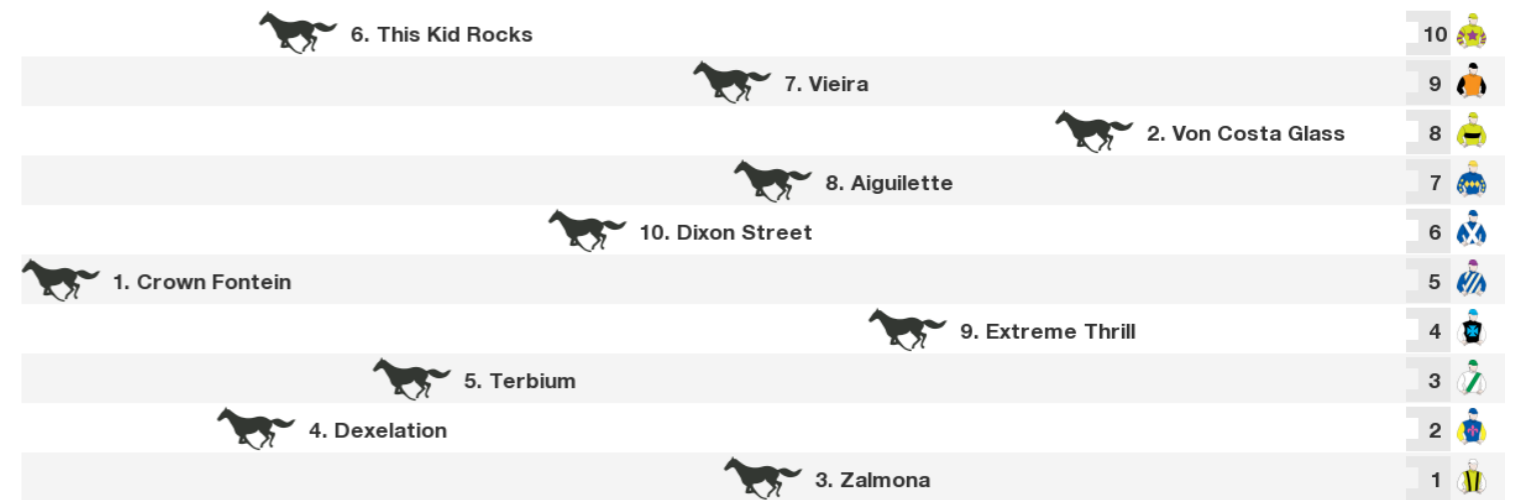 6. This Kid Rocks 10
7. Vieira 9
2. Von Costa Glass 8
8. Aiguilette 7
10. Dixon Street 6
1. Crown Fontein 5
9. Extreme Thrill 4
5. Terbium 3
4. Dexelation 2
3. Zalmona 1